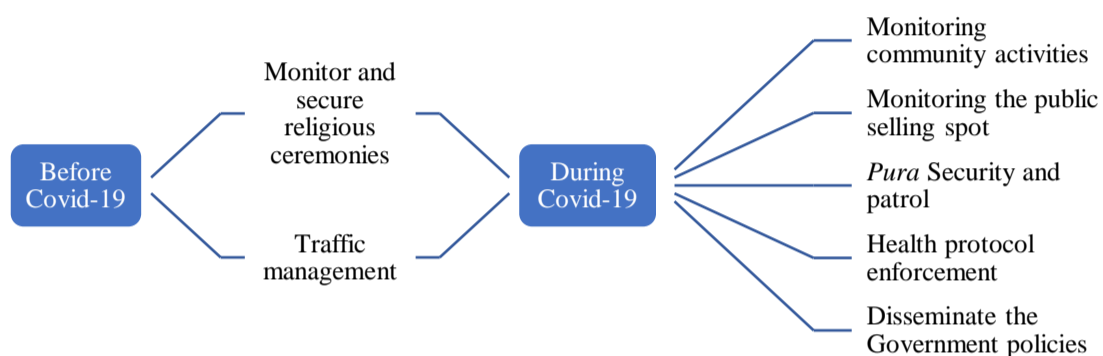 Before
Covid-19
Monitor and
secure
religious
ceremonies
Traffic
management
During
Covid-19
Monitoring
community activities
Monitoring the public
selling spot
Pura Security and
patrol
Health protocol
enforcement
Disseminate the
Government policies